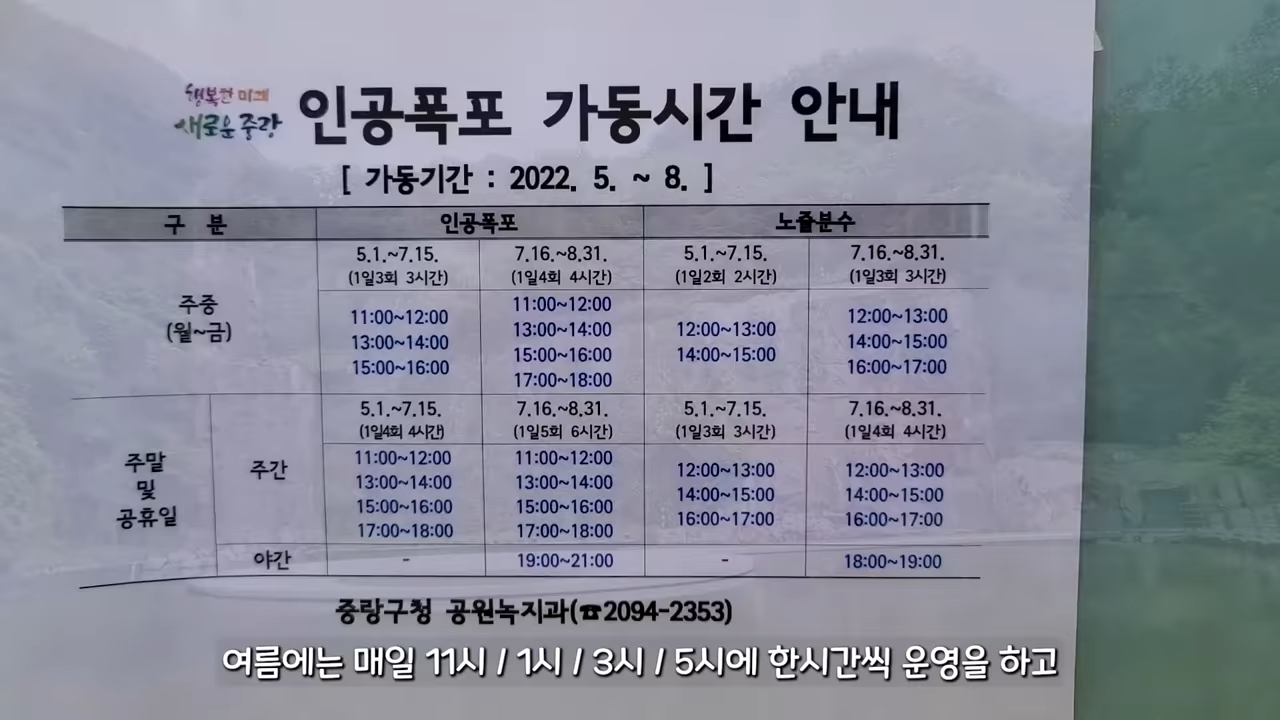 행복한 미래
새로운 중랑
인공폭포 가동시간 안내
[ 가동기간 : 2022. 5. ~ 8. ]
구 분 인공폭포 노즐분수
5.1.~7.15. 7.16.~8.31. 5.1.~7.15. 7.16.~8.31.
(1일3회 3시간) (1일4회 4시간) (1일2회 2시간) (1일3회 3시간)
주중
(월~금)
11:00~12:00
13:00~14:00
15:00~16:00
11:00~12:00
13:00~14:00
15:00~16:00
17:00~18:00
12:00~13:00
14:00~15:00
12:00~13:00
14:00~15:00
16:00~17:00
5.1.~7.15. 7.16.~8.31. 5.1.~7.15. 7.16.~8.31.
(1일4회 4시간) (1일5회 6시간) (1일3회 3시간) (1일4회 4시간)
주말
및
공휴일
주간
11:00~12:00
13:00~14:00
15:00~16:00
17:00~18:00
11:00~12:00
13:00~14:00
15:00~16:00
17:00~18:00
12:00~13:00
14:00~15:00
16:00~17:00
12:00~13:00
14:00~15:00
16:00~17:00
야간 - 19:00~21:00 - 18:00~19:00
중랑구청 공원녹지과(☎2094-2353)
여름에는 매일 11시 / 1시 / 3시 / 5시에 한시간씩 운영을 하고